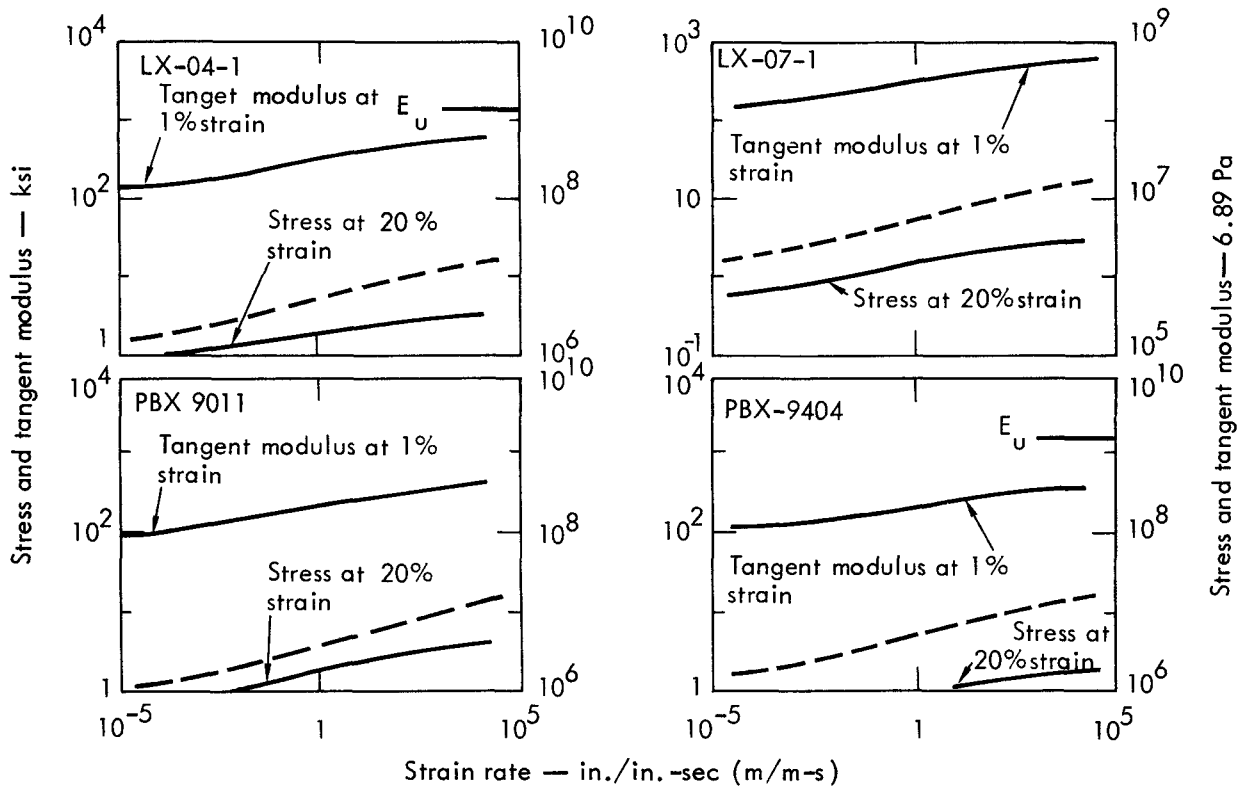 Stress and tangent modulus — ksi
10^4
10^2
1
LX-04-1
Tanget modulus at
1% strain
E_u
Stress at 20 %
strain
10^10
10^8
10^6
10^3
10
10^-1
LX-07-1
Tangent modulus at 1%
strain
Stress at 20% strain
10^9
10^7
10^5
10^4
10^2
1
PBX 9011
Tangent modulus at 1%
strain
Stress at 20%
strain
10^10
10^8
10^6
10^-5
1
10^5
10^4
10^2
1
PBX-9404
E_u
Tangent modulus at 1%
strain
Stress at
20% strain
10^10
10^8
10^6
10^-5
1
10^5
Stress and tangent modulus— 6.89 Pa
Strain rate — in./in.-sec (m/m-s)